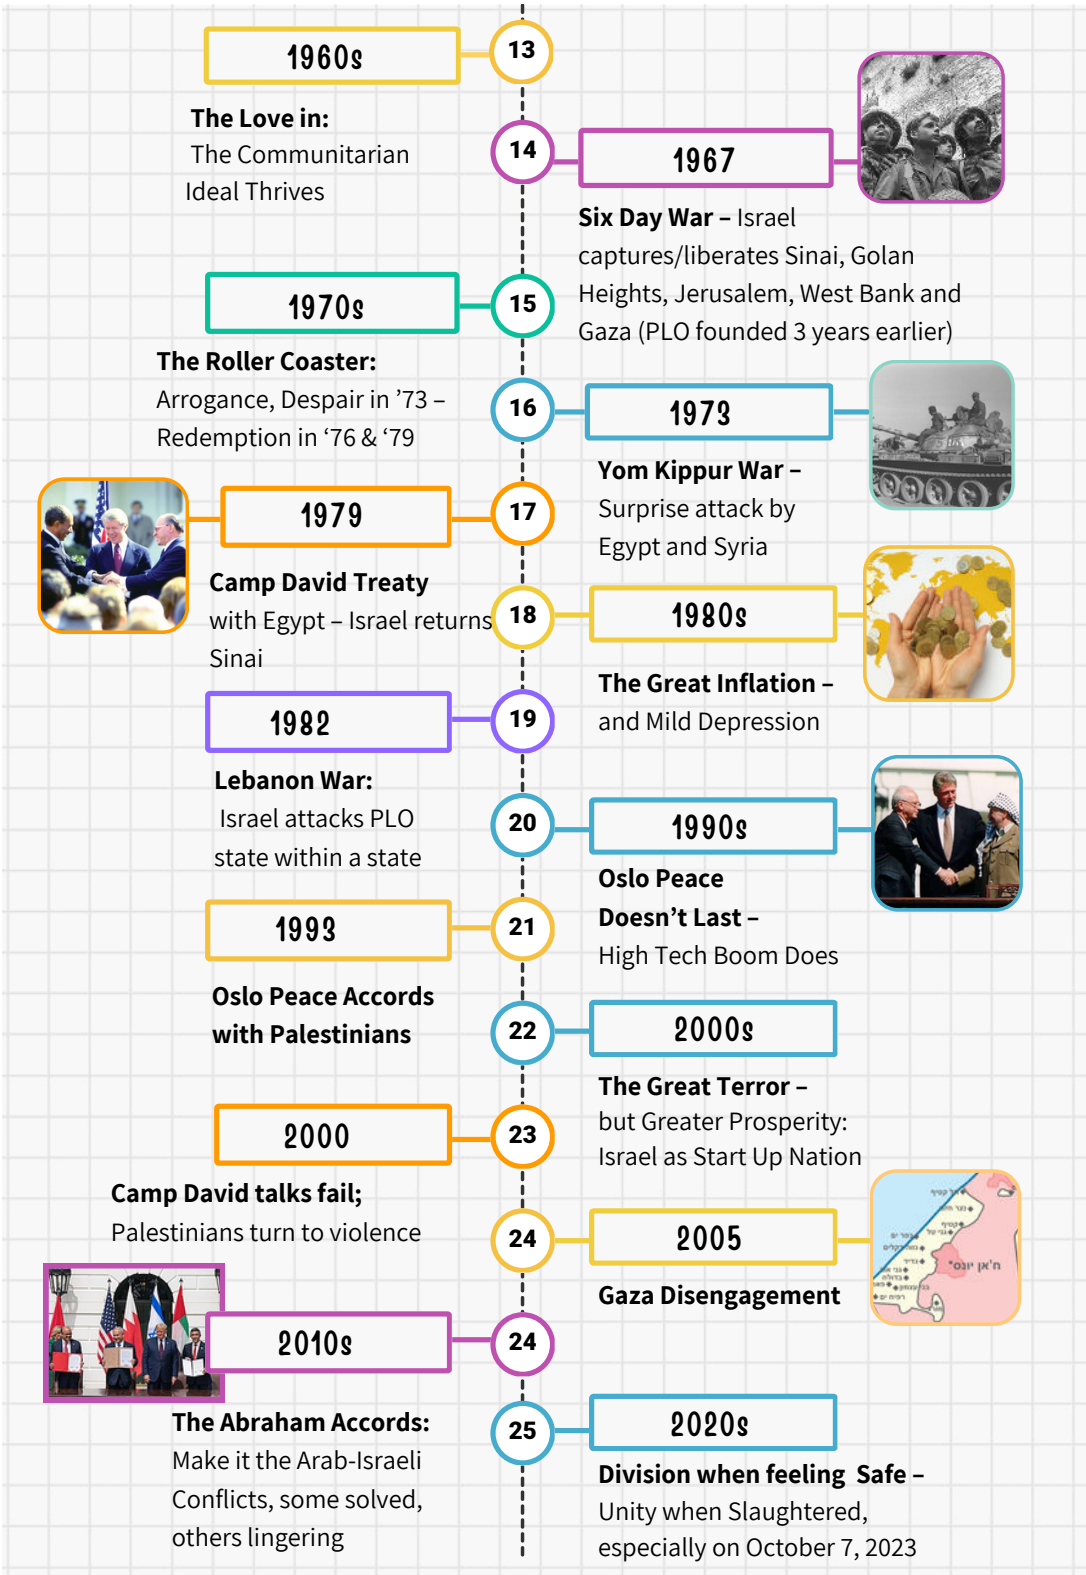 1960s
13
The Love in:
The Communitarian
Ideal Thrives
14
1967
Six Day War – Israel
captures/liberates Sinai, Golan
Heights, Jerusalem, West Bank and
Gaza (PLO founded 3 years earlier)
1970s
15
The Roller Coaster:
Arrogance, Despair in ’73 –
Redemption in ‘76 & ‘79
16
1973
Yom Kippur War –
Surprise attack by
Egypt and Syria
1979
17
Camp David Treaty
with Egypt – Israel returns
Sinai
18
1980s
The Great Inflation –
and Mild Depression
1982
19
Lebanon War:
Israel attacks PLO
state within a state
20
1990s
Oslo Peace
Doesn’t Last –
High Tech Boom Does
1993
21
Oslo Peace Accords
with Palestinians
22
2000s
The Great Terror –
but Greater Prosperity:
Israel as Start Up Nation
2000
23
Camp David talks fail;
Palestinians turn to violence
24
2005
Gaza Disengagement
ח'אן יונס"
2010s
24
The Abraham Accords:
Make it the Arab-Israeli
Conflicts, some solved,
others lingering
25
2020s
Division when feeling Safe –
Unity when Slaughtered,
especially on October 7, 2023